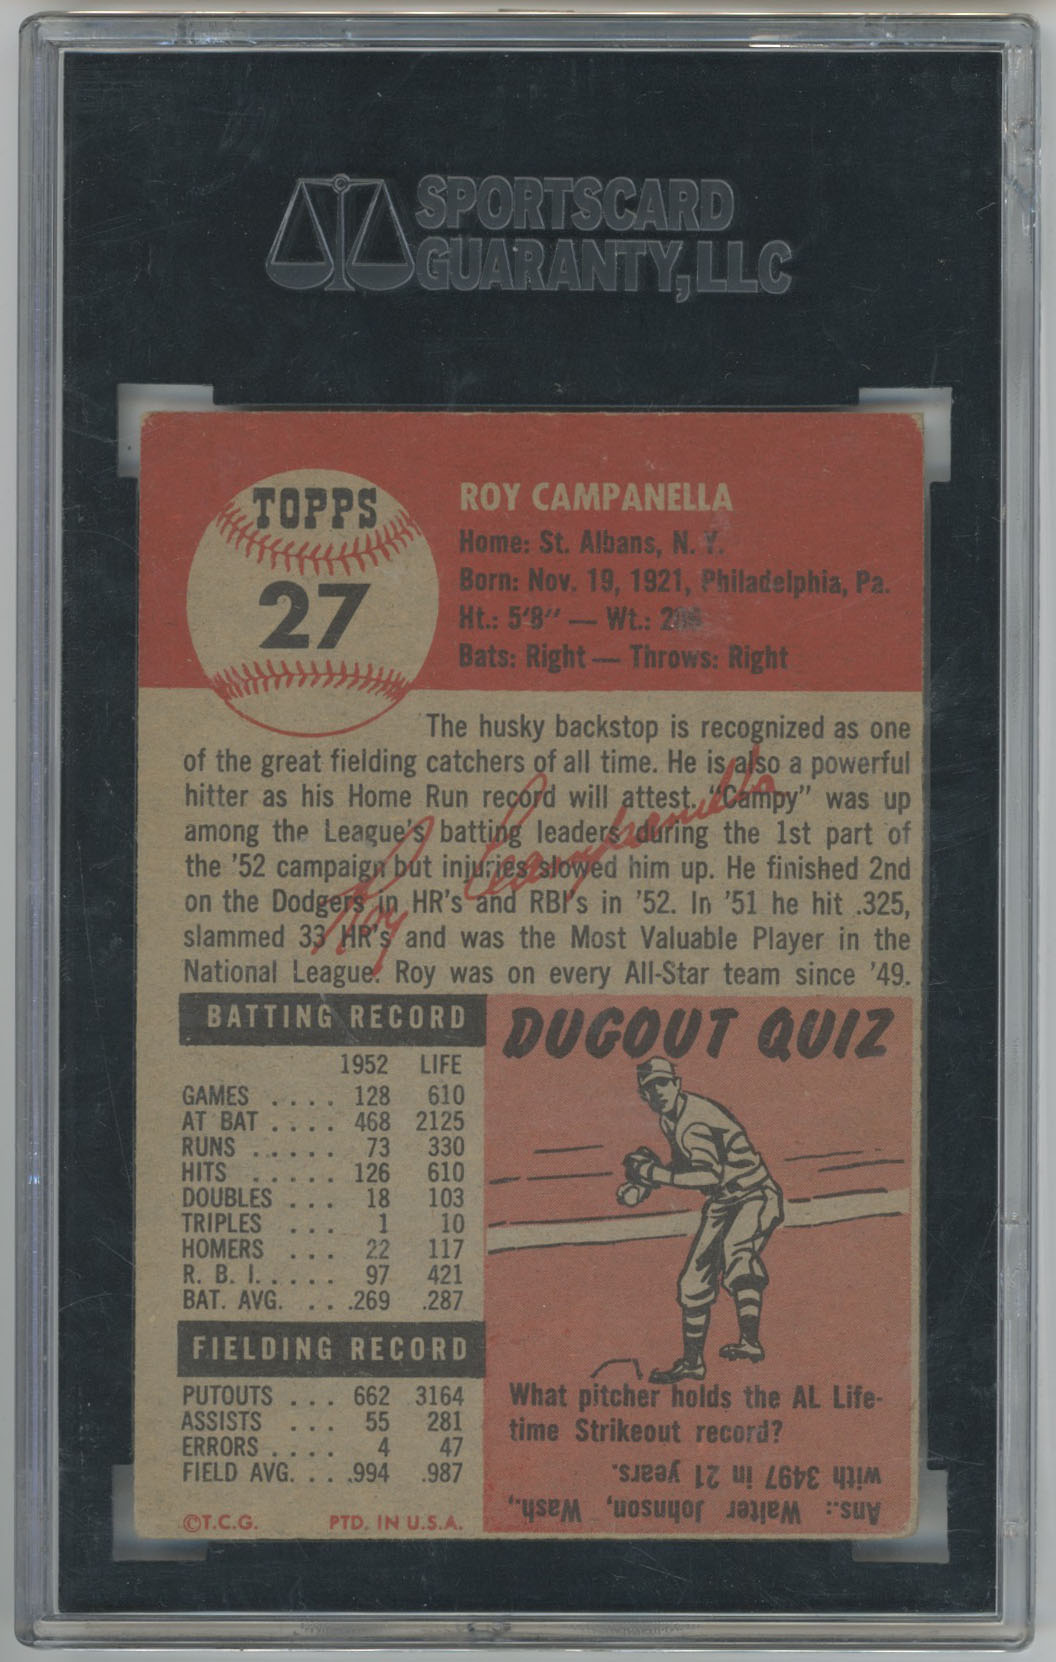 SPORTSCARD
GUARANTY, LLC
TOPPS
27
ROY CAMPANELLA
Home: St. Albans, N. Y.
Born: Nov. 19, 1921, Philadelphia, Pa.
Ht.: 5'8" — Wt.:
Bats: Right — Throws: Right
The husky backstop is recognized as one
of the great fielding catchers of all time. He is also a powerful
hitter as his Home Run record will attest. "Campy" was up
among the League's batting leaders during the 1st part of
the '52 campaign but injuries slowed him up. He finished 2nd
on the Dodgers in HR's and RBI's in '52. In '51 he hit .325,
slammed 33 HR's and was the Most Valuable Player in the
National League. Roy was on every All-Star team since '49.
Roy Campanella
BATTING RECORD
1952 LIFE
GAMES .... 128 610
AT BAT .... 468 2125
RUNS ..... 73 330
HITS ..... 126 610
DOUBLES ... 18 103
TRIPLES ... 1 10
HOMERS ... 22 117
R. B. I. .... 97 421
BAT. AVG. ... .269 .287
FIELDING RECORD
PUTOUTS ... 662 3164
ASSISTS ... 55 281
ERRORS .... 4 47
FIELD AVG. ... .994 .987
©T.C.G. PTD. IN U.S.A.
DUGOUT QUIZ
What pitcher holds the AL Life-
time Strikeout record?
Ans.: Walter Johnson, Wash.,
with 3497 in 21 years.